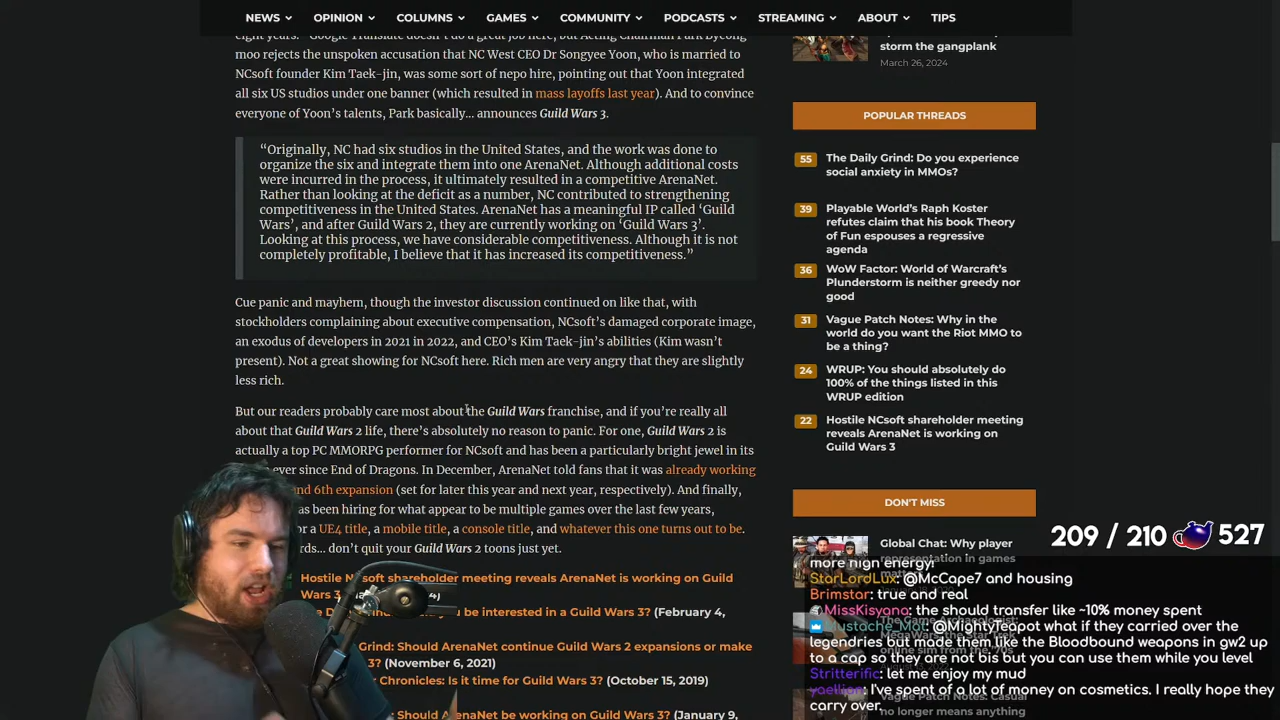 NEWS OPINION COLUMNS GAMES COMMUNITY PODCASTS STREAMING ABOUT TIPS
moo rejects the unspoken accusation that NC West CEO Dr Songyee Yoon, who is married to
NCsoft founder Kim Taek-jin, was some sort of nepo hire, pointing out that Yoon integrated
all six US studios under one banner (which resulted in mass layoffs last year). And to convince
everyone of Yoon's talents, Park basically… announces Guild Wars 3.
“Originally, NC had six studios in the United States, and the work was done to
organize the six and integrate them into one ArenaNet. Although additional costs
were incurred in the process, it ultimately resulted in a competitive ArenaNet.
Rather than looking at the deficit as a number, NC contributed to strengthening
competitiveness in the United States. ArenaNet has a meaningful IP called ‘Guild
Wars’, and after Guild Wars 2, they are currently working on ‘Guild Wars 3’.
Looking at this process, we have considerable competitiveness. Although it is not
completely profitable, I believe that it has increased its competitiveness.”
Cue panic and mayhem, though the investor discussion continued on like that, with
stockholders complaining about executive compensation, NCsoft’s damaged corporate image,
an exodus of developers in 2021 in 2022, and CEO’s Kim Taek-jin’s abilities (Kim wasn’t
present). Not a great showing for NCsoft here. Rich men are very angry that they are slightly
less rich.
But our readers probably care most about the Guild Wars franchise, and if you’re really all
about that Guild Wars 2 life, there’s absolutely no reason to panic. For one, Guild Wars 2 is
actually a top PC MMORPG performer for NCsoft and has been a particularly bright jewel in its
ever since End of Dragons. In December, ArenaNet told fans that it was already working
nd 6th expansion (set for later this year and next year, respectively). And finally,
as been hiring for what appear to be multiple games over the last few years,
or a UE4 title, a mobile title, a console title, and whatever this one turns out to be.
rds… don’t quit your Guild Wars 2 toons just yet.
Hostile NCsoft shareholder meeting reveals ArenaNet is working on Guild
Wars 3
be interested in a Guild Wars 3? (February 4,
Grind: Should ArenaNet continue Guild Wars 2 expansions or make
3? (November 6, 2021)
Chronicles: Is it time for Guild Wars 3? (October 15, 2019)
Should ArenaNet be working on Guild Wars 3? (January 9,
storm the gangplank
March 26, 2024
POPULAR THREADS
55 The Daily Grind: Do you experience
social anxiety in MMOs?
39 Playable World’s Raph Koster
refutes claim that his book Theory
of Fun espouses a regressive
agenda
36 WoW Factor: World of Warcraft’s
Plunderstorm is neither greedy nor
good
31 Vague Patch Notes: Why in the
world do you want the Riot MMO to
be a thing?
24 WRUP: You should absolutely do
100% of the things listed in this
WRUP edition
22 Hostile NCsoft shareholder meeting
reveals ArenaNet is working on
Guild Wars 3
DON'T MISS
Global Chat: Why player
representation in games
209 / 210 527
more high energy!
StarLordLux: @McCape7 and housing
Brimstar: true and real
MissKisyana: the should transfer like ~10% money spent
Mustache_Mat: @MightyTeapot what if they carried over the
legendries but made them like the Bloodbound weapons in gw2 up
to a cap so they are not bis but you can use them while you level
Stritterific: let me enjoy my mud
yaellian: I've spent of a lot of money on cosmetics. I really hope they
carry over.
Vague Patch Notes: Casual
no longer means anything